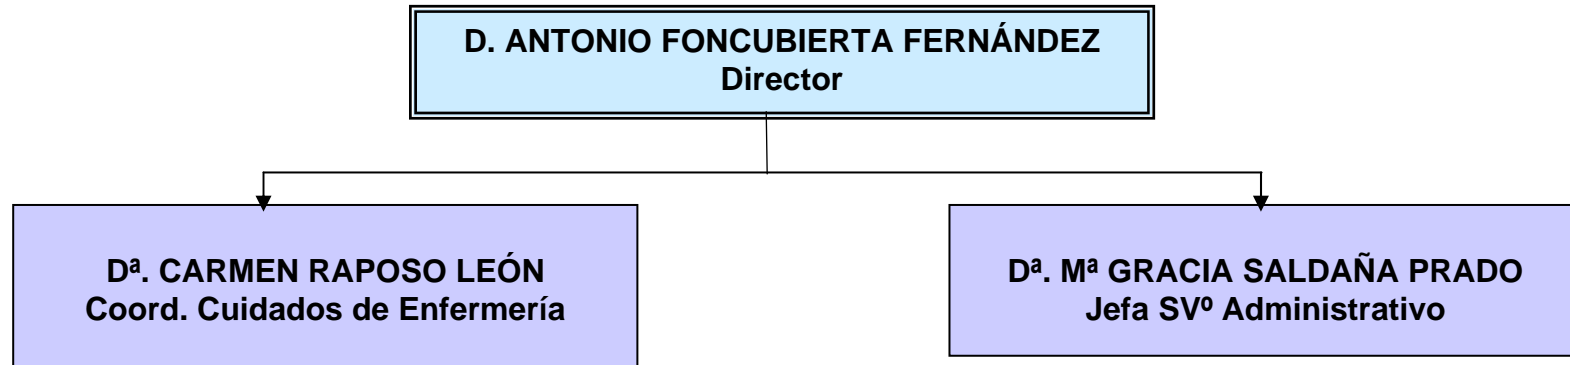 D. ANTONIO FONCUBIERTA FERNÁNDEZ
Director
Dª. CARMEN RAPOSO LEÓN
Coord. Cuidados de Enfermería
Dª. Mª GRACIA SALDAÑA PRADO
Jefa SVº Administrativo